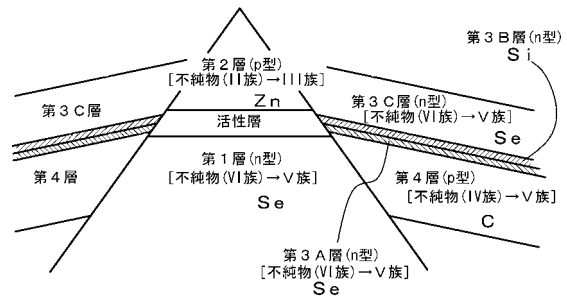 第3B層(n型)
Si
第2層(p型)
[不純物(II族)→III族]
Zn
第3C層
第3C層(n型)
[不純物(VI族)→V族]
Se
活性層
第4層
第1層(n型)
[不純物(VI族)→V族]
Se
第4層(p型)
[不純物(IV族)→V族]
C
第3A層(n型)
[不純物(VI族)→V族]
Se